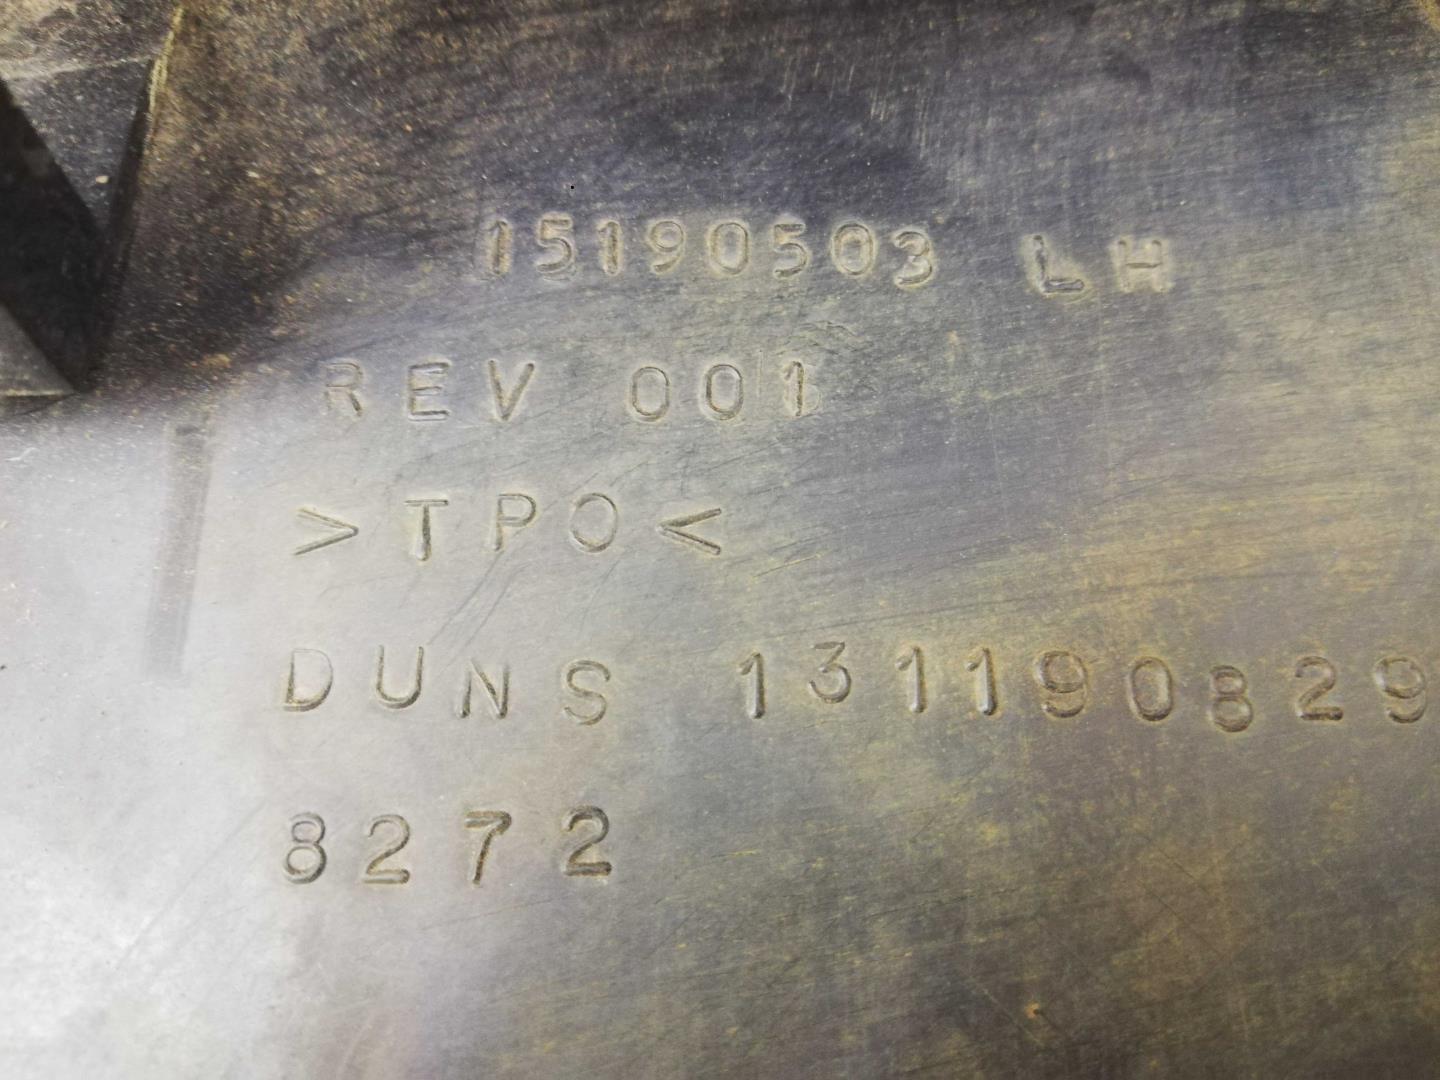 15190503 LH
REV 001
>TPO<
DUNS 131190829
8272